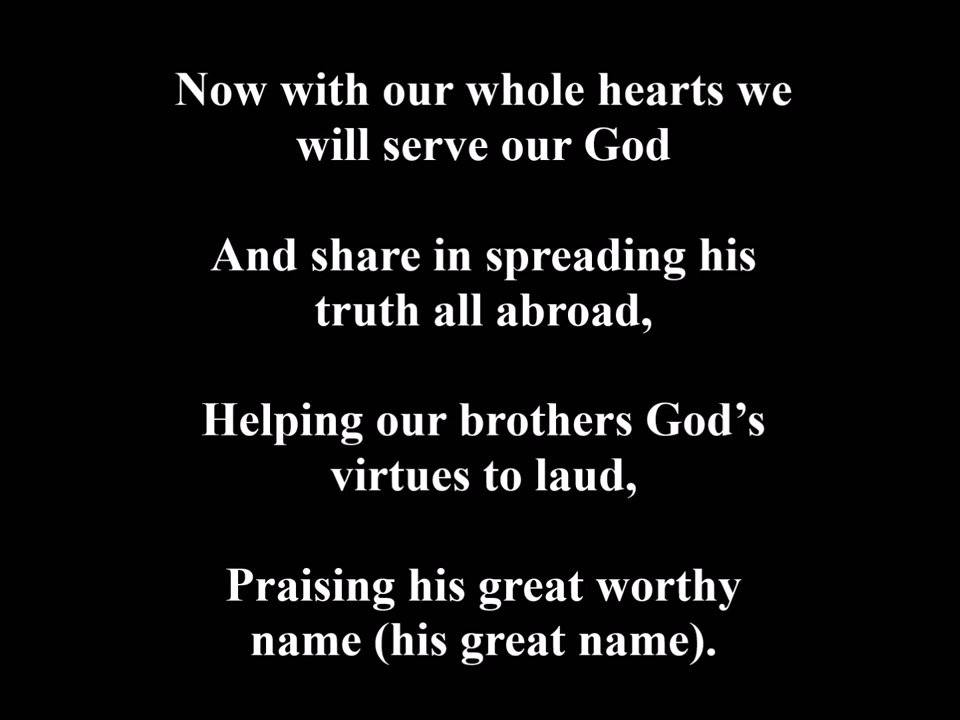 Now with our whole hearts we
will serve our God
And share in spreading his
truth all abroad,
Helping our brothers God’s
virtues to laud,
Praising his great worthy
name (his great name).